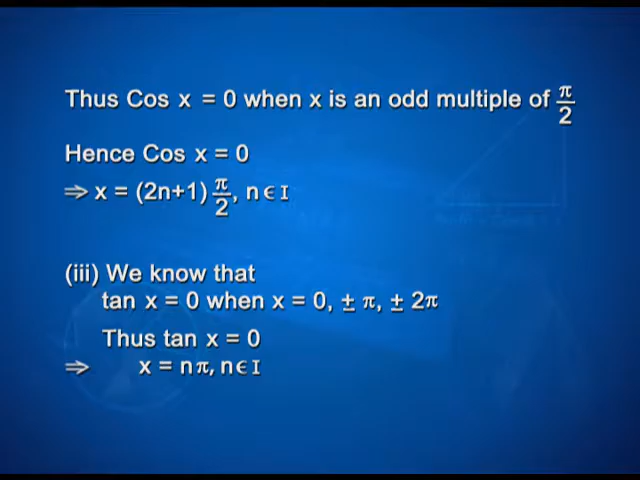 Thus Cos x = 0 when x is an odd multiple of π/2
Hence Cos x = 0
⇒ x = (2n+1) π/2, n ϵ I
(iii) We know that
tan x = 0 when x = 0, ± π, ± 2π
Thus tan x = 0
⇒ x = nπ, n ϵ I